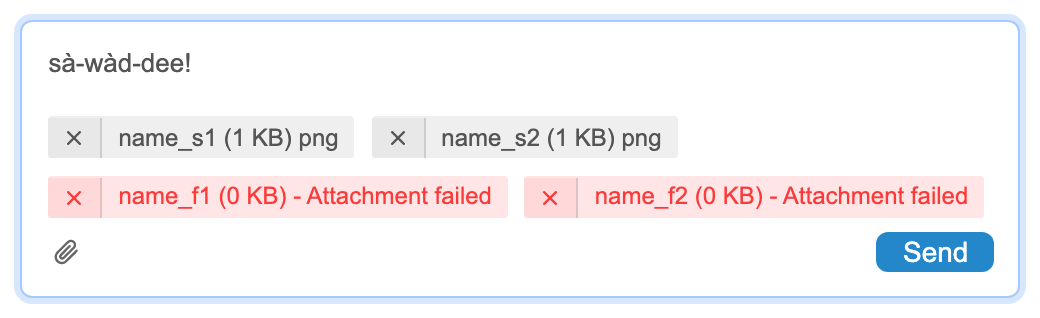 sà-wàd-dee!
name_s1 (1 KB) png name_s2 (1 KB) png
name_f1 (0 KB) - Attachment failed name_f2 (0 KB) - Attachment failed
Send